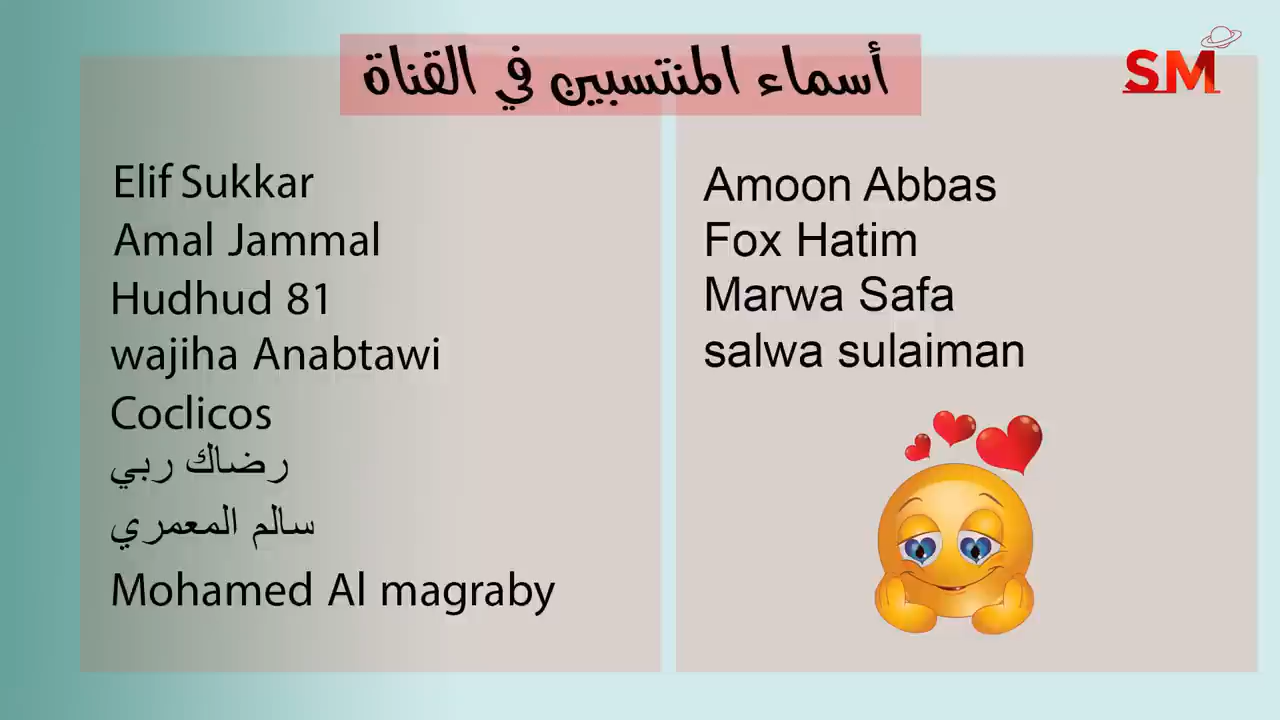 أسماء المنتسبين في القناة
SM
Elif Sukkar
Amal Jammal
Hudhud 81
wajiha Anabtawi
Coclicos
رضاك ربي
سالم المعمري
Mohamed Al magraby
Amoon Abbas
Fox Hatim
Marwa Safa
salwa sulaiman